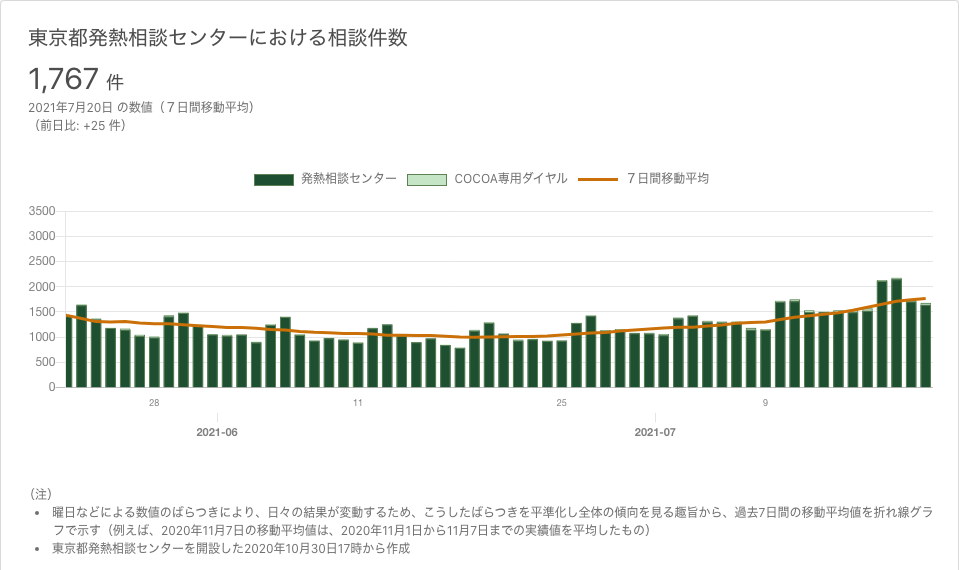 東京都発熱相談センターにおける相談件数
1,767 件
2021年7月20日 の数値（７日間移動平均）
（前日比: +25 件）
発熱相談センター COCOA専用ダイヤル ７日間移動平均
3500
3000
2500
2000
1500
1000
500
0
28 11 25 9
2021-06 2021-07
（注）
• 曜日などによる数値のばらつきにより、日々の結果が変動するため、こうしたばらつきを平準化し全体の傾向を見る趣旨から、過去7日間の移動平均値を折れ線グラ
フで示す（例えば、2020年11月7日の移動平均値は、2020年11月1日から11月7日までの実績値を平均したもの）
• 東京都発熱相談センターを開設した2020年10月30日17時から作成